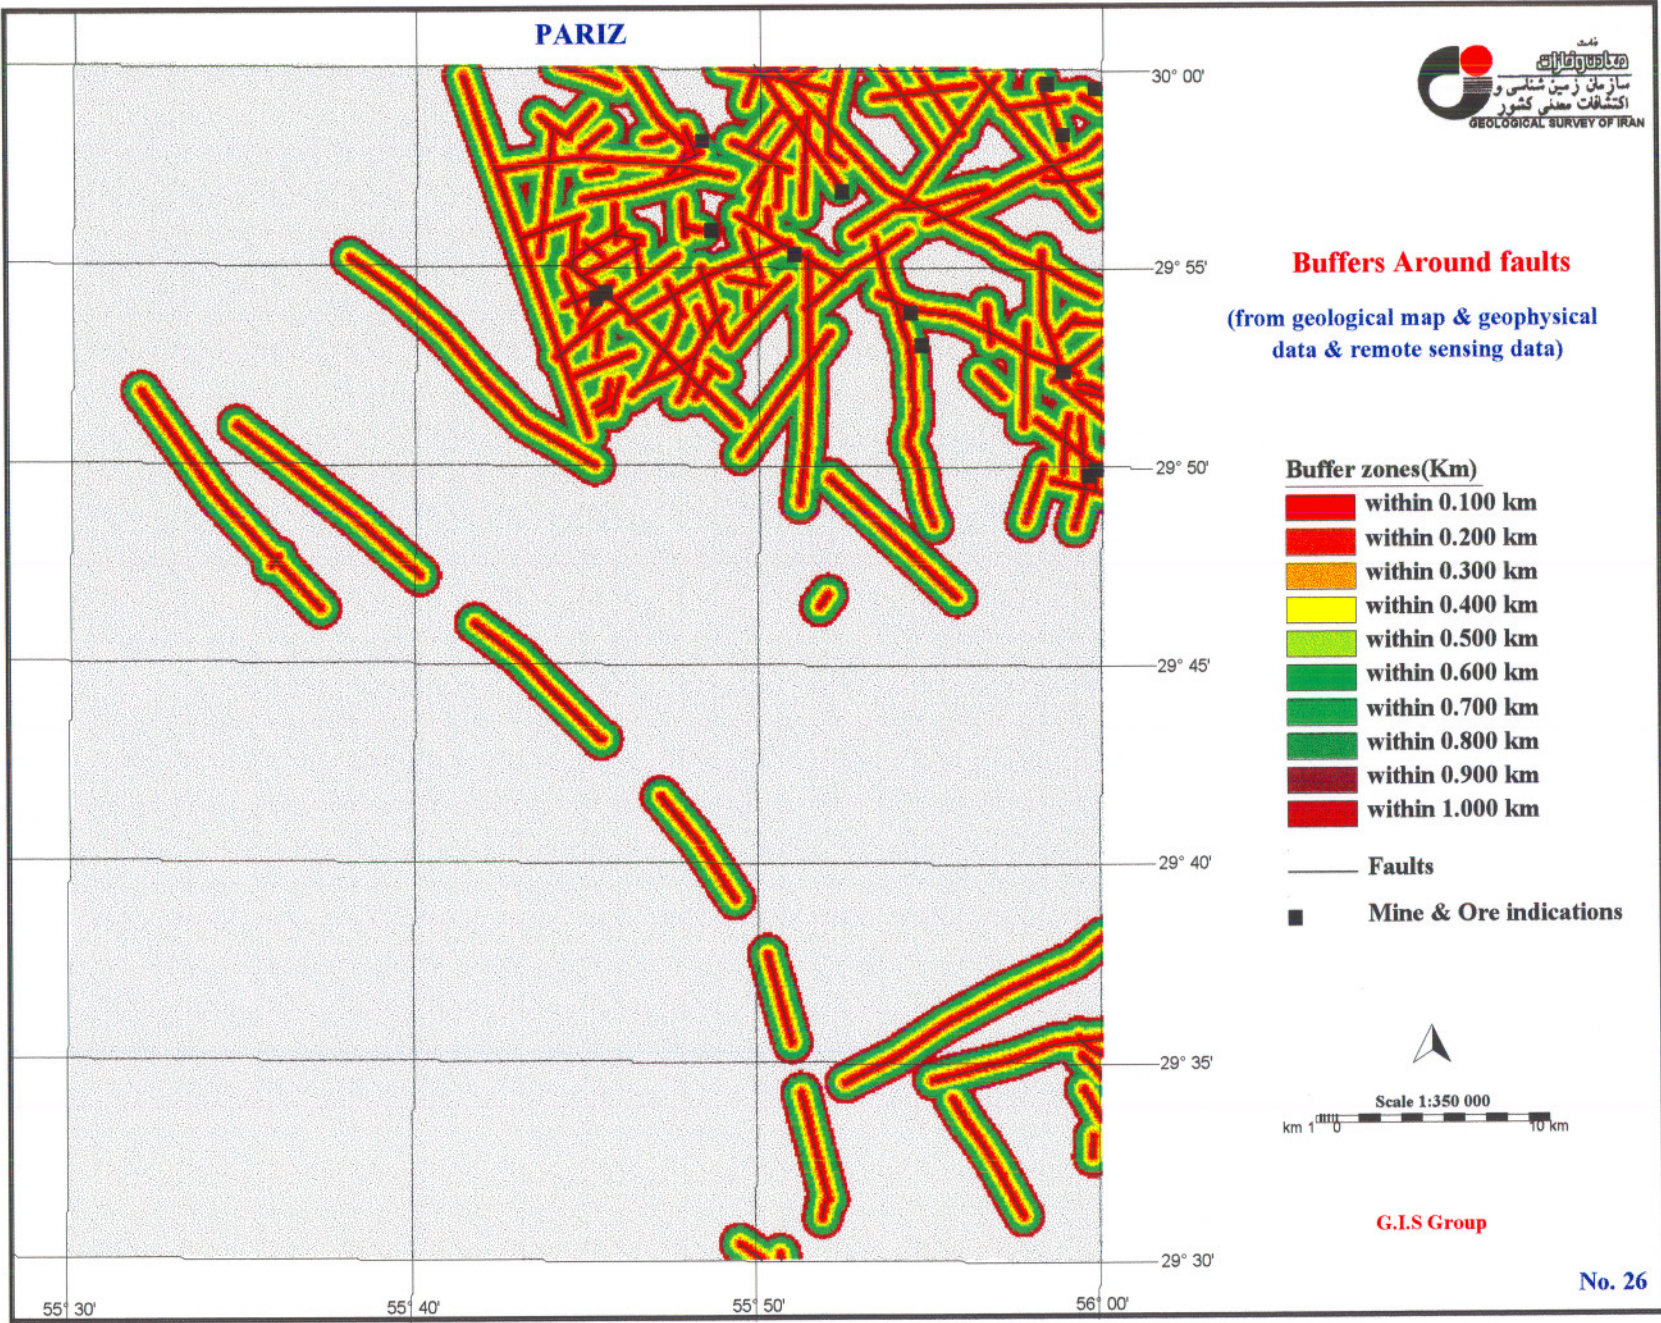 PARIZ
سازمان زمین شناسی و
اکتشافات معدنی کشور
GEOLOGICAL SURVEY OF IRAN
30° 00'
29° 55'
29° 50'
29° 45'
29° 40'
29° 35'
29° 30'
55° 30'
55° 40'
55° 50'
56° 00'
Buffers Around faults
(from geological map & geophysical
data & remote sensing data)
Buffer zones(Km)
within 0.100 km
within 0.200 km
within 0.300 km
within 0.400 km
within 0.500 km
within 0.600 km
within 0.700 km
within 0.800 km
within 0.900 km
within 1.000 km
Faults
Mine & Ore indications
Scale 1:350 000
km 1 0 10 km
G.I.S Group
No. 26